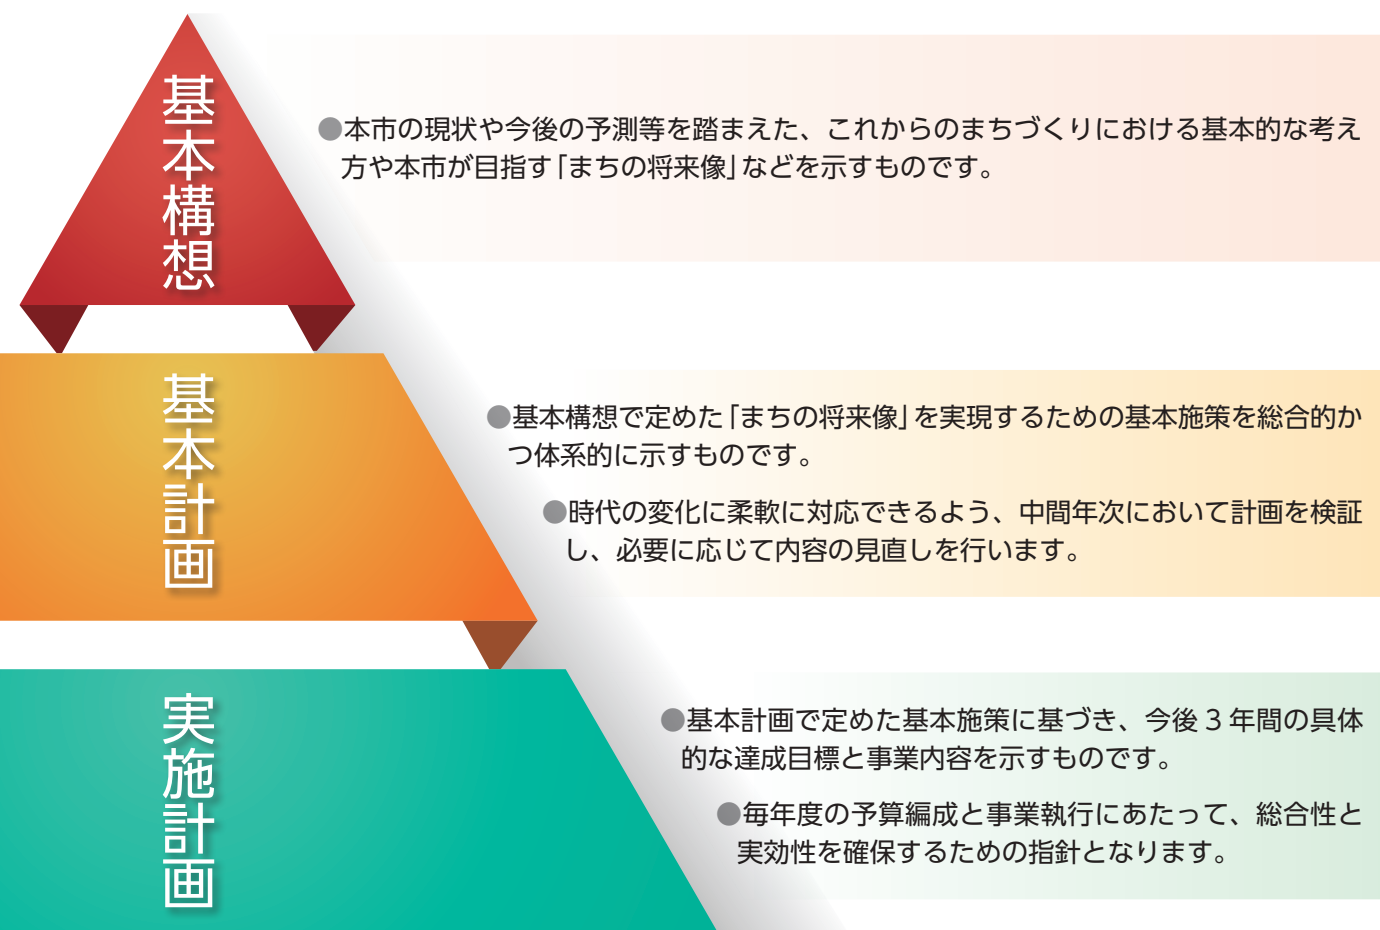 基本構想
●本市の現状や今後の予測等を踏まえた、これからのまちづくりにおける基本的な考え
方や本市が目指す「まちの将来像」などを示すものです。
基本計画
●基本構想で定めた「まちの将来像」を実現するための基本施策を総合的か
つ体系的に示すものです。
●時代の変化に柔軟に対応できるよう、中間年次において計画を検証
し、必要に応じて内容の見直しを行います。
実施計画
●基本計画で定めた基本施策に基づき、今後3年間の具体
的な達成目標と事業内容を示すものです。
●毎年度の予算編成と事業執行にあたって、総合性と
実効性を確保するための指針となります。